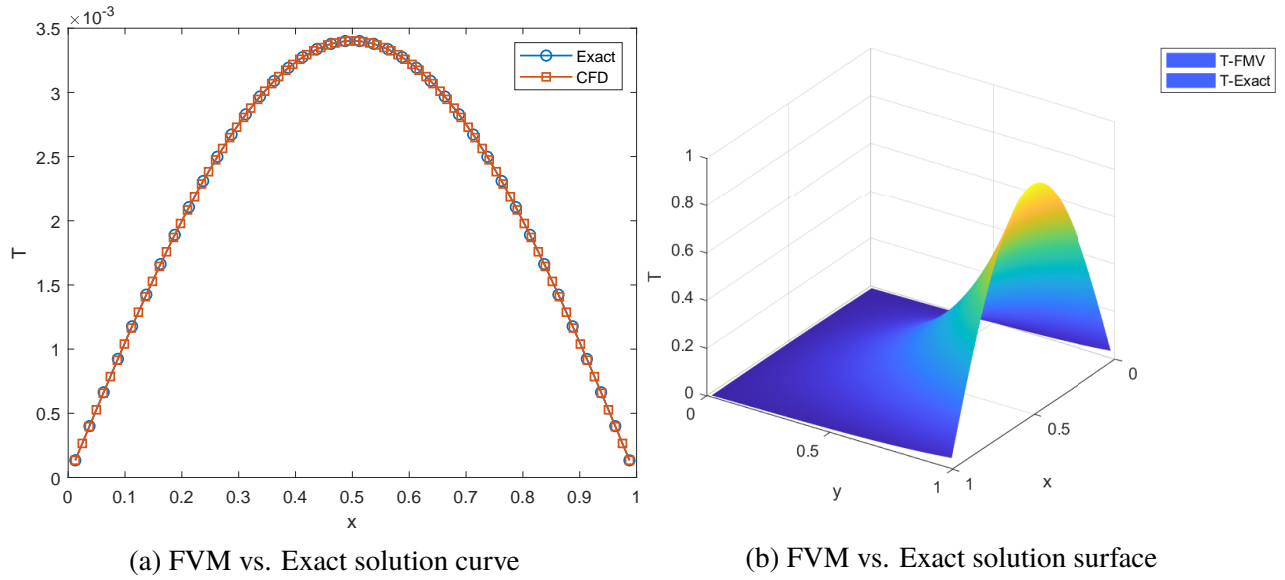 ×10⁻³
3.5
3
2.5
2
1.5
1
0.5
0
T
Exact
CFD
0 0.1 0.2 0.3 0.4 0.5 0.6 0.7 0.8 0.9 1
x
(a) FVM vs. Exact solution curve
T-FMV
T-Exact
1
0.8
0.6
0.4
0.2
0
T
0
0.5
1
y
1
0.5
0
x
(b) FVM vs. Exact solution surface